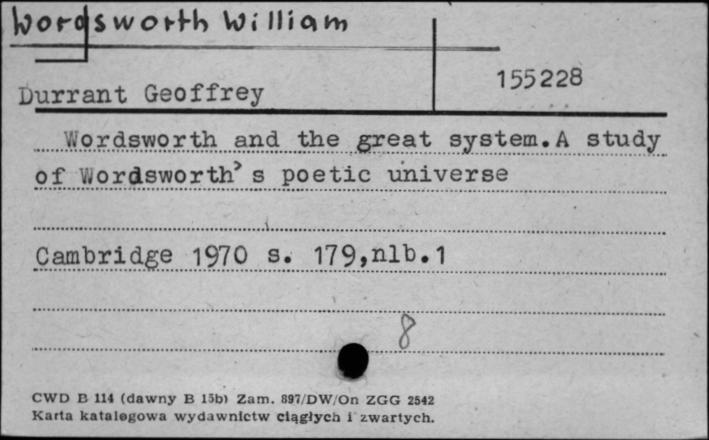 Wordsworth William
Durrant Geoffrey
155228
Wordsworth and the great system.A study
of Wordsworth's poetic universe
Cambridge 1970 s. 179,nlb.1
8
CWD B 114 (dawny B 15b) Zam. 897/DW/On ZGG 2542
Karta katalogowa wydawnictw ciągłych i zwartych.